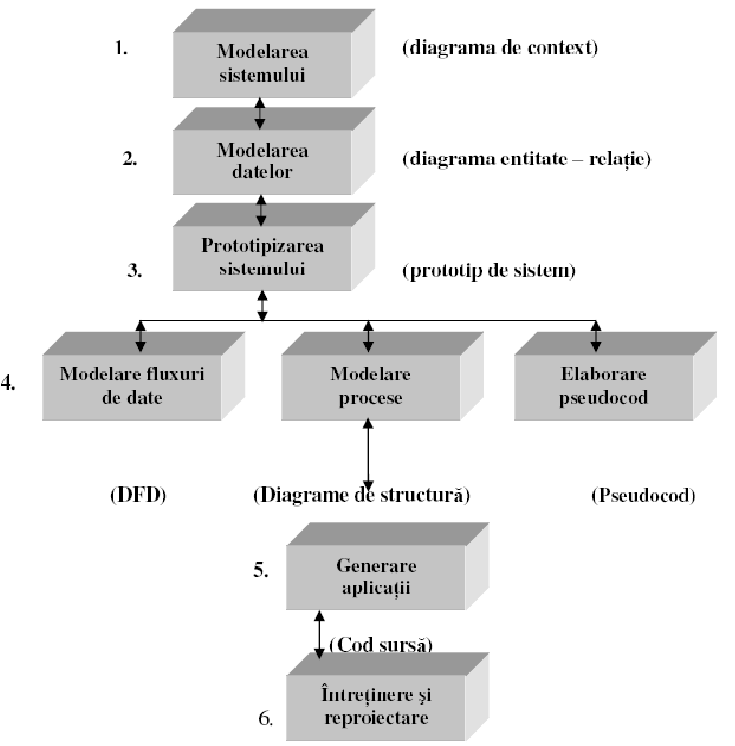 1.
Modelarea
sistemului
(diagrama de context)
2.
Modelarea
datelor
(diagrama entitate – relație)
3.
Prototipizarea
sistemului
(prototip de sistem)
4.
Modelare fluxuri
de date
Modelare
procese
Elaborare
pseudocod
(DFD)
(Diagrame de structură)
(Pseudocod)
5.
Generare
aplicații
(Cod sursă)
6.
Întreținere și
reproiectare